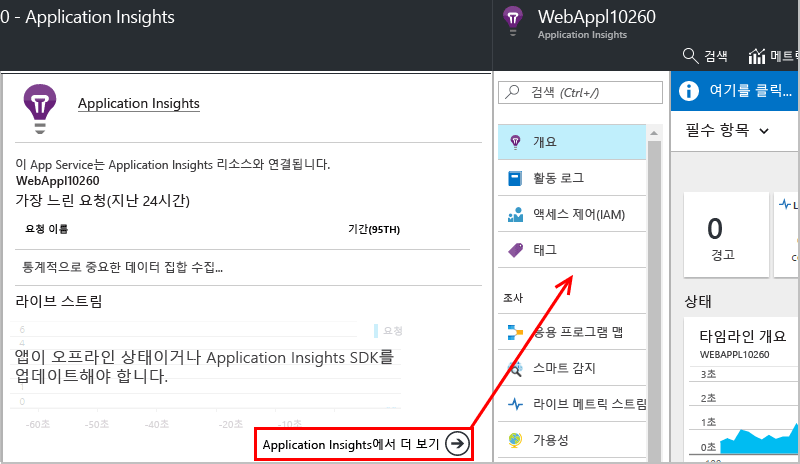 0 - Application Insights
Application Insights
이 App Service는 Application Insights 리소스와 연결됩니다.
WebAppl10260
가장 느린 요청(지난 24시간)
요청 이름 기간(95TH)
통계적으로 중요한 데이터 집합 수집...
라이브 스트림
6
요청
4
앱이 오프라인 상태이거나 Application Insights SDK를
업데이트해야 합니다.
0
-60초 -40초 -20초 -10초
Application Insights에서 더 보기
WebAppl10260
Application Insights
검색 메트릭
검색 (Ctrl+/)
개요
활동 로그
액세스 제어(IAM)
태그
조사
응용 프로그램 맵
스마트 감지
라이브 메트릭 스트림
가용성
여기를 클릭...
필수 항목
0
경고
상태
타임라인 개요
WEBAPPL10260
3초
2초
1초
0초